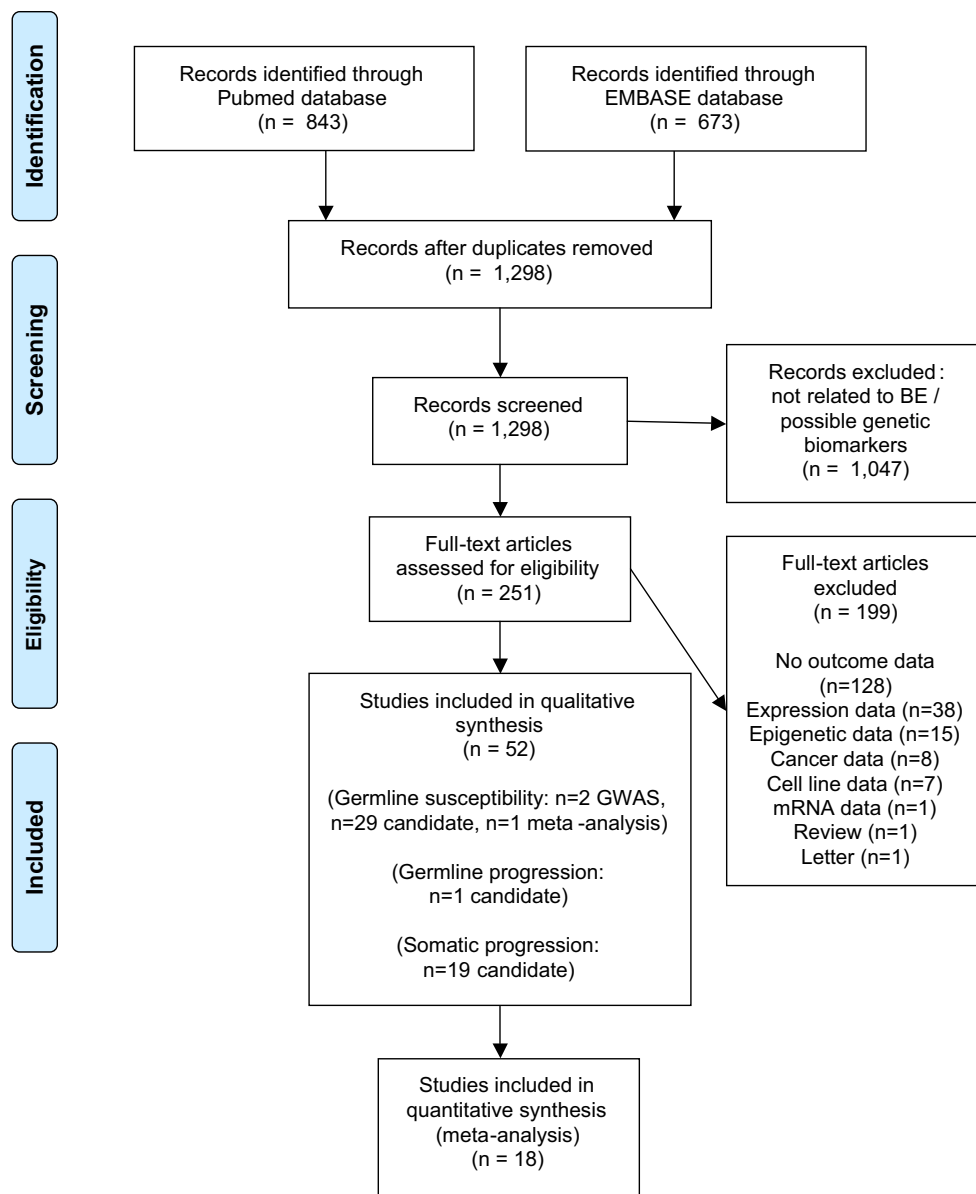 Identification
Records identified through
Pubmed database
(n = 843)
Records identified through
EMBASE database
(n = 673)
Records after duplicates removed
(n = 1,298)
Screening
Records screened
(n = 1,298)
Records excluded:
not related to BE /
possible genetic
biomarkers
(n = 1,047)
Eligibility
Full-text articles
assessed for eligibility
(n = 251)
Full-text articles
excluded
(n = 199)
No outcome data
(n=128)
Expression data (n=38)
Epigenetic data (n=15)
Cancer data (n=8)
Cell line data (n=7)
mRNA data (n=1)
Review (n=1)
Letter (n=1)
Included
Studies included in qualitative
synthesis
(n = 52)
(Germline susceptibility: n=2 GWAS,
n=29 candidate, n=1 meta-analysis)
(Germline progression:
n=1 candidate)
(Somatic progression:
n=19 candidate)
Studies included in
quantitative synthesis
(meta-analysis)
(n = 18)